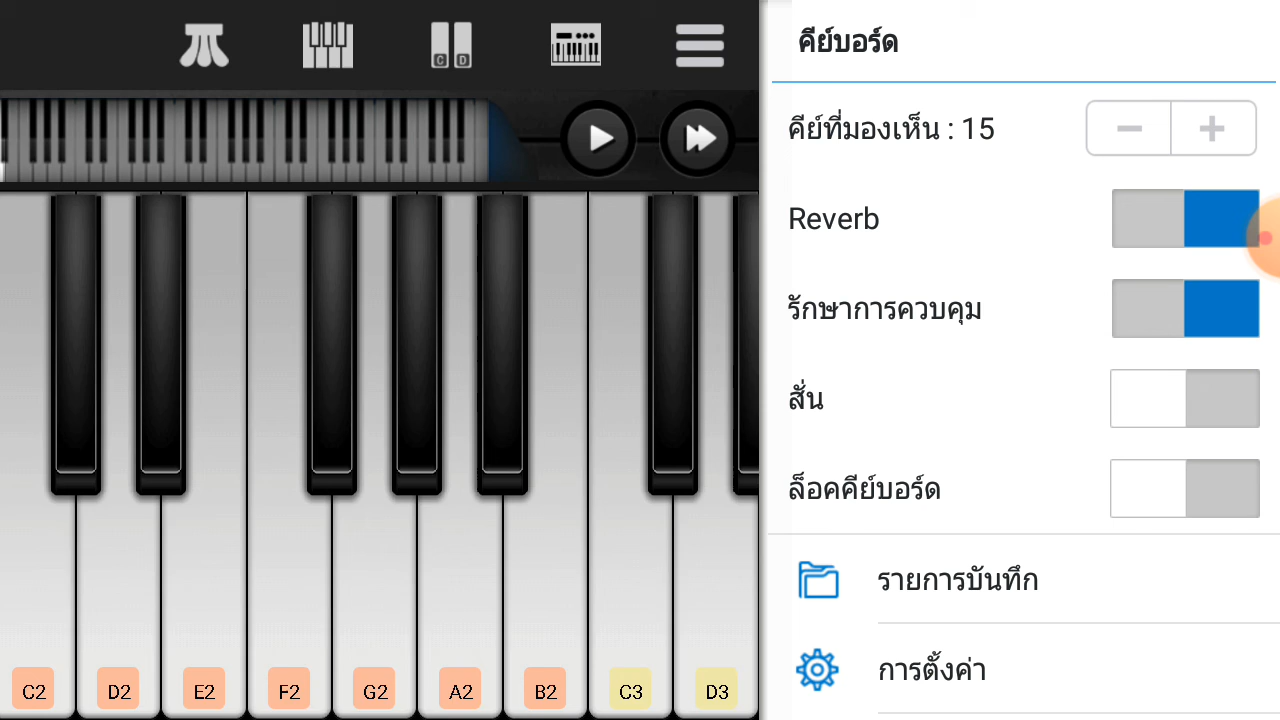 C D
คีย์บอร์ด
คีย์ที่มองเห็น : 15
Reverb
รักษาการควบคุม
สั่น
ล็อคคีย์บอร์ด
รายการบันทึก
การตั้งค่า
C2 D2 E2 F2 G2 A2 B2 C3 D3